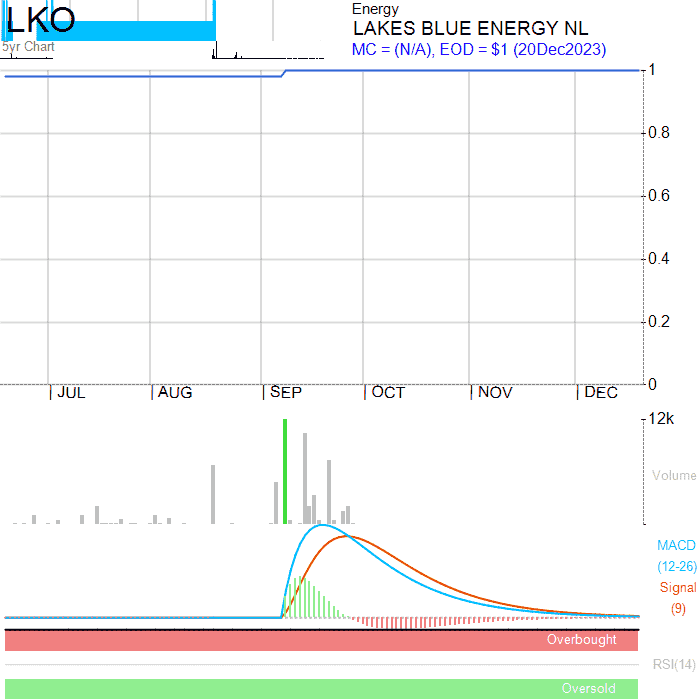 LKO
5yr Chart
Energy
LAKES BLUE ENERGY NL
MC = (N/A), EOD = $1 (20Dec2023)
1
0.8
0.6
0.4
0.2
0
JUL AUG SEP OCT NOV DEC
12k
Volume
MACD
(12-26)
Signal
(9)
Overbought
RSI(14)
Oversold